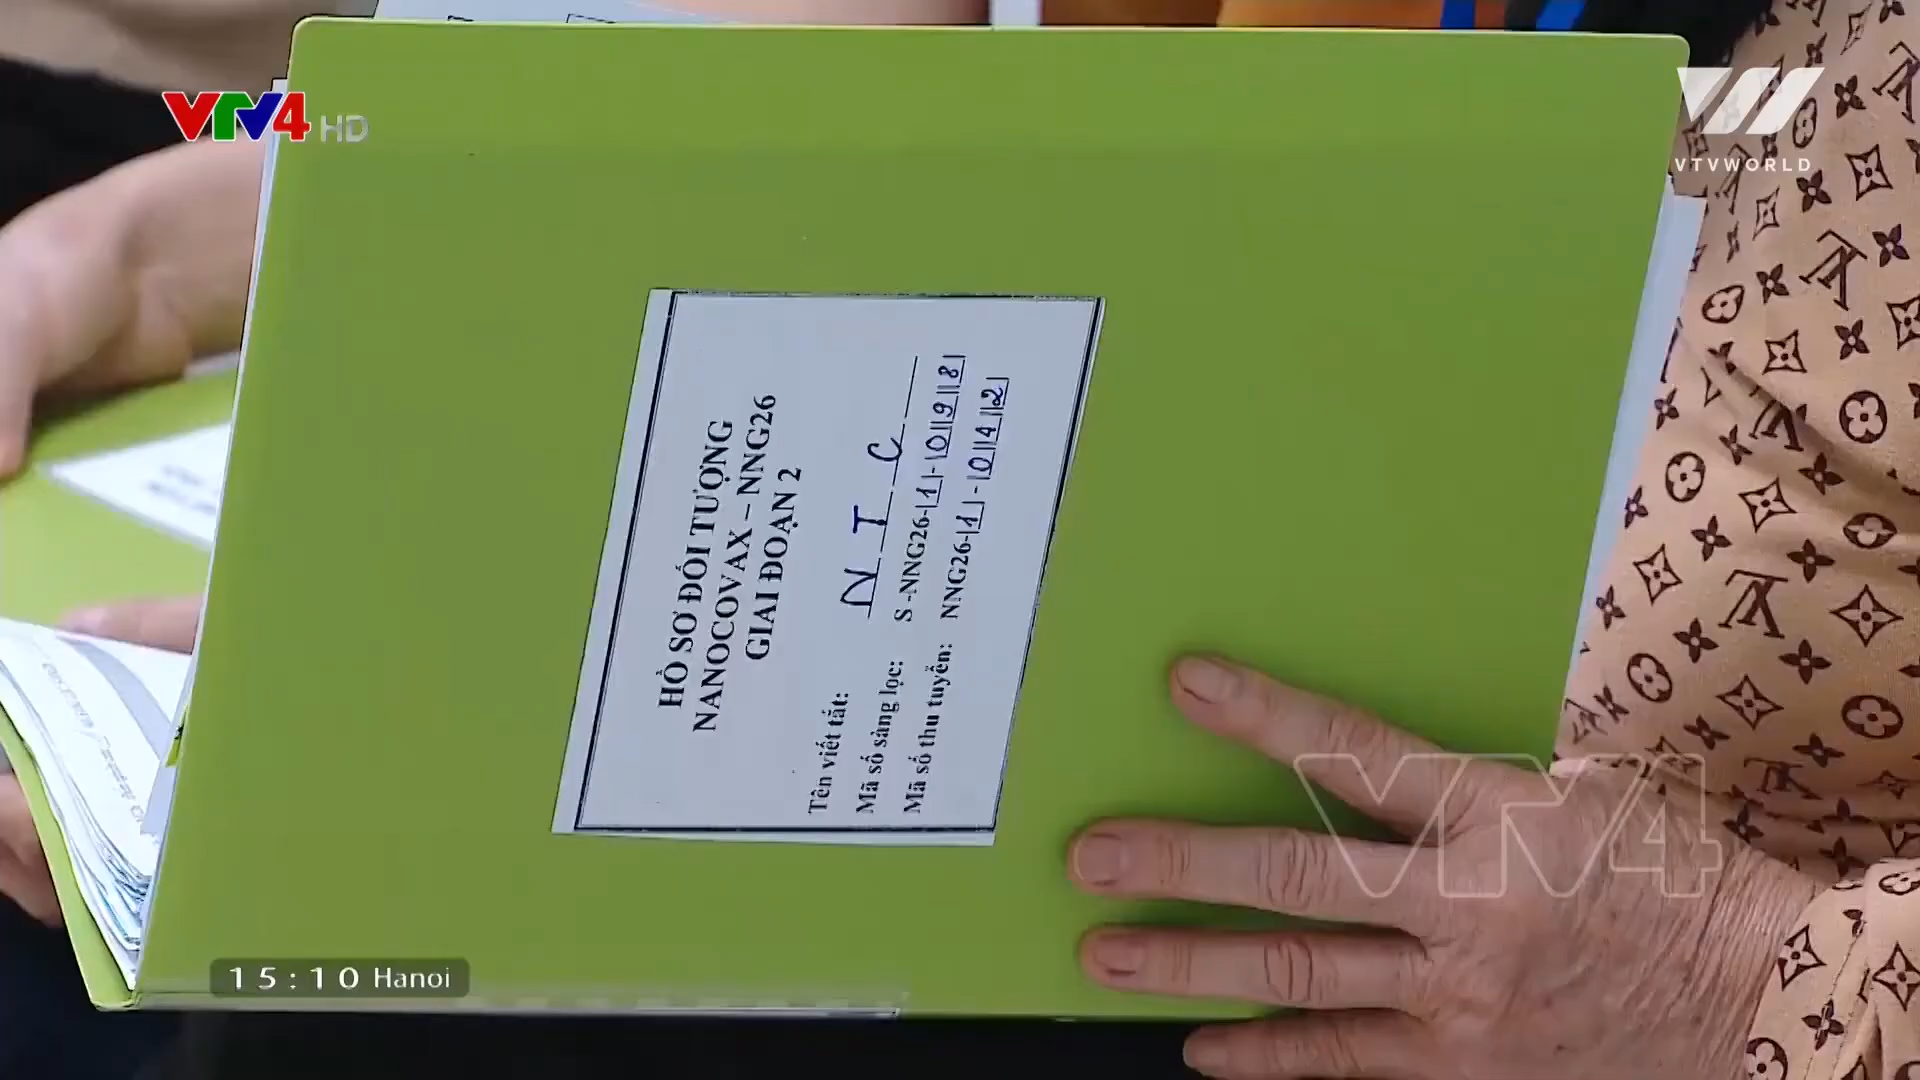 VTV4 HD
VTVWORLD
HỒ SƠ ĐỐI TƯỢNG
NANOCOVAX – NNG26
GIAI ĐOẠN 2
Tên viết tắt: N T C
Mã số sàng lọc: S-NNG26-|1|-|0||9||8|
Mã số thu tuyển: NNG26-|1|-|0||4||2|
VTV4
15:10 Hanoi